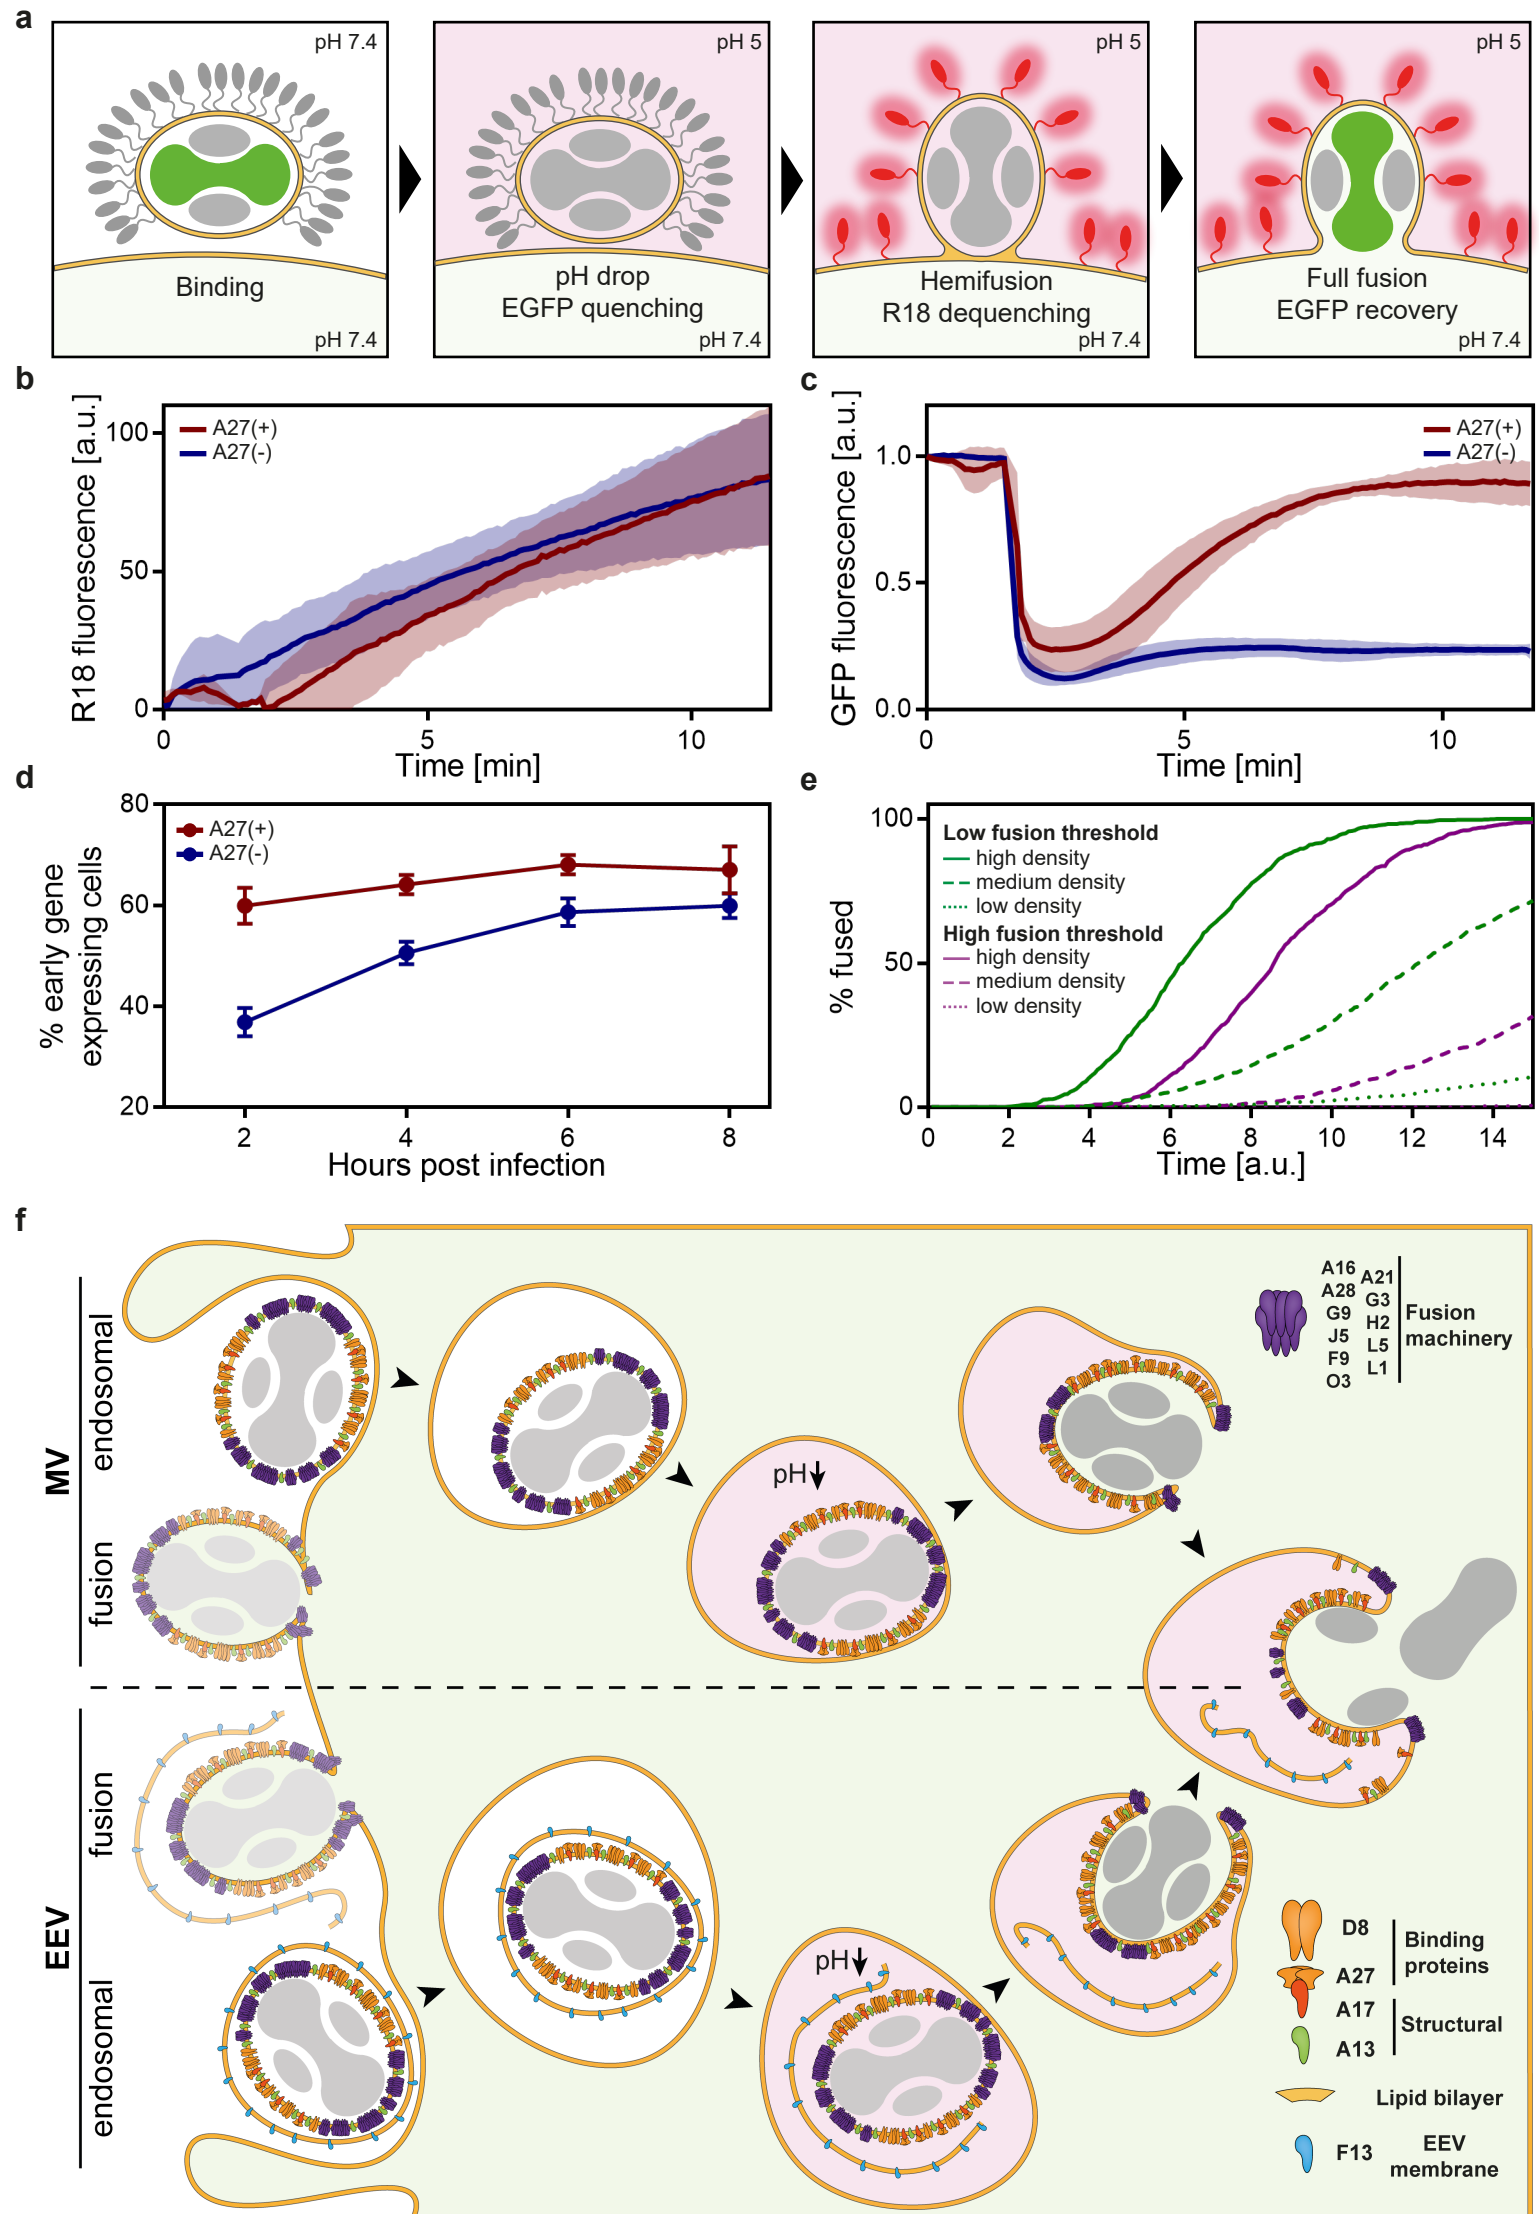 a
pH 7.4
Binding
pH 7.4
pH 5
pH drop
EGFP quenching
pH 7.4
pH 5
Hemifusion
R18 dequenching
pH 7.4
pH 5
Full fusion
EGFP recovery
pH 7.4
b
R18 fluorescence [a.u.]
100
50
0
A27(+)
A27(-)
0
5
10
Time [min]
c
GFP fluorescence [a.u.]
1.0
0.5
0.0
A27(+)
A27(-)
0
5
10
Time [min]
d
% early gene
expressing cells
80
60
40
20
A27(+)
A27(-)
2
4
6
8
Hours post infection
e
% fused
100
50
0
Low fusion threshold
high density
medium density
low density
High fusion threshold
high density
medium density
low density
0
2
4
6
8
10
12
14
Time [a.u.]
f
MV
endosomal
fusion
pH
A16
A28
G9
J5
F9
O3
A21
G3
H2
L5
L1
Fusion
machinery
EEV
fusion
endosomal
pH
D8
A27
Binding
proteins
A17
A13
Structural
Lipid bilayer
F13
EEV
membrane